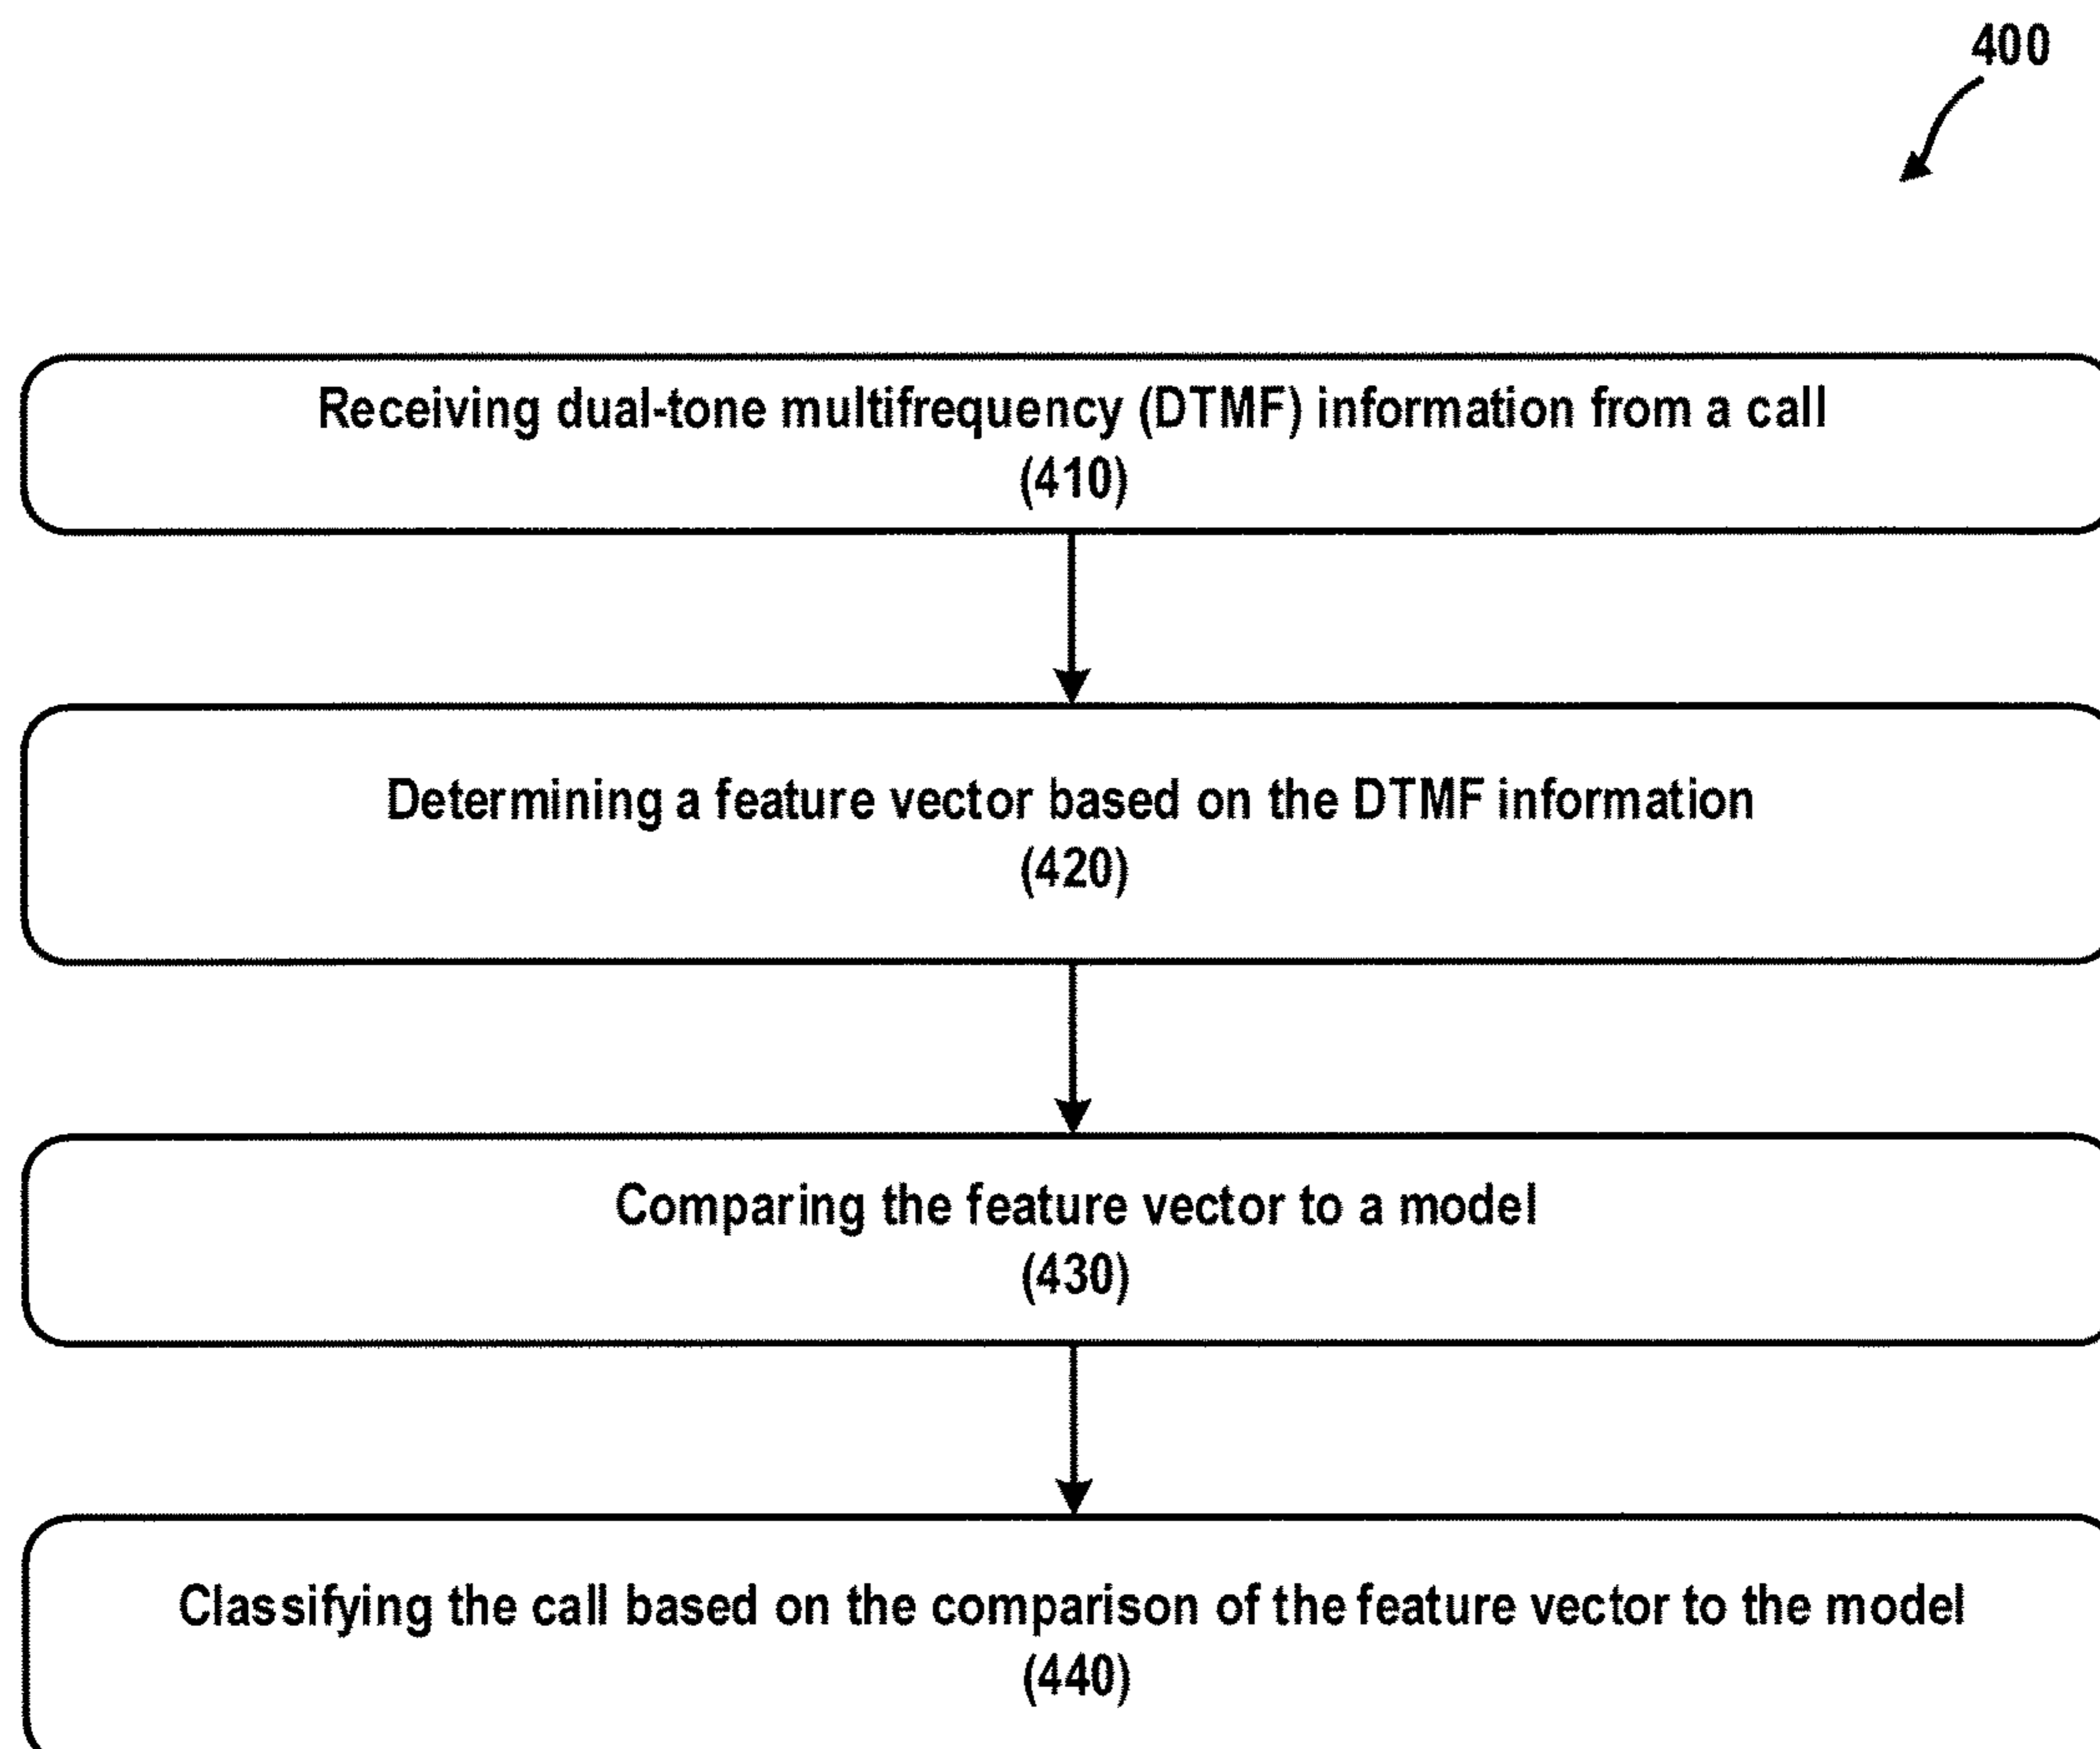 400
Receiving dual-tone multifrequency (DTMF) information from a call
(410)
Determining a feature vector based on the DTMF information
(420)
Comparing the feature vector to a model
(430)
Classifying the call based on the comparison of the feature vector to the model
(440)